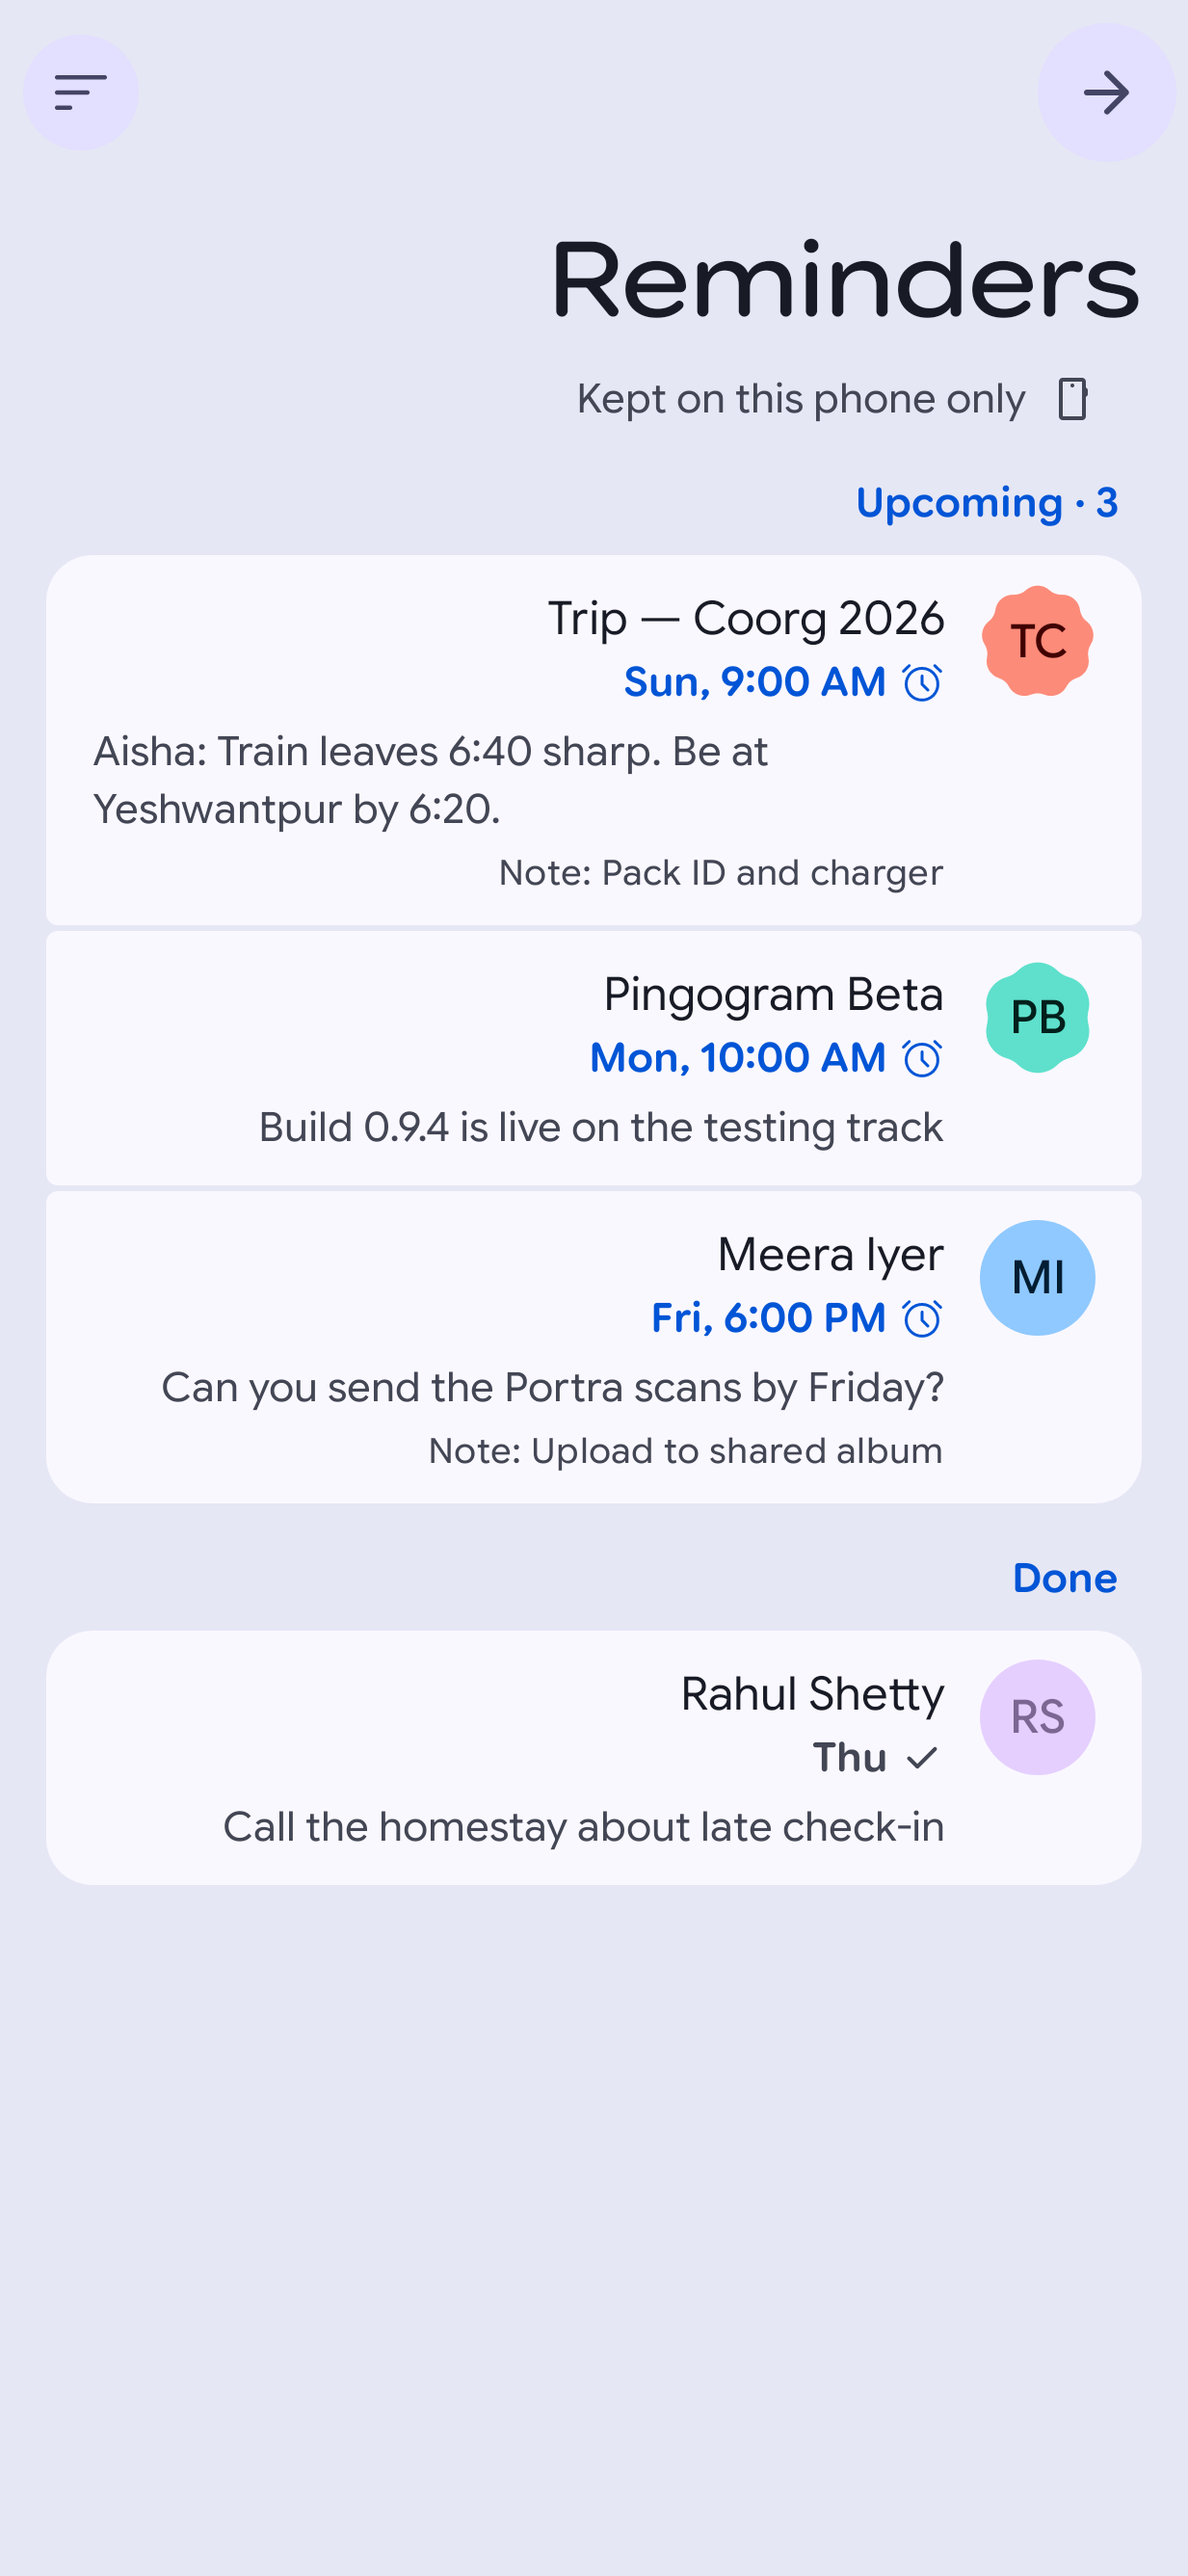 Reminders
Kept on this phone only
Upcoming · 3
Trip — Coorg 2026
TC
Sun, 9:00 AM
Aisha: Train leaves 6:40 sharp. Be at
Yeshwantpur by 6:20.
Note: Pack ID and charger
Pingogram Beta
PB
Mon, 10:00 AM
Build 0.9.4 is live on the testing track
Meera Iyer
MI
Fri, 6:00 PM
Can you send the Portra scans by Friday?
Note: Upload to shared album
Done
Rahul Shetty
RS
Thu
Call the homestay about late check-in